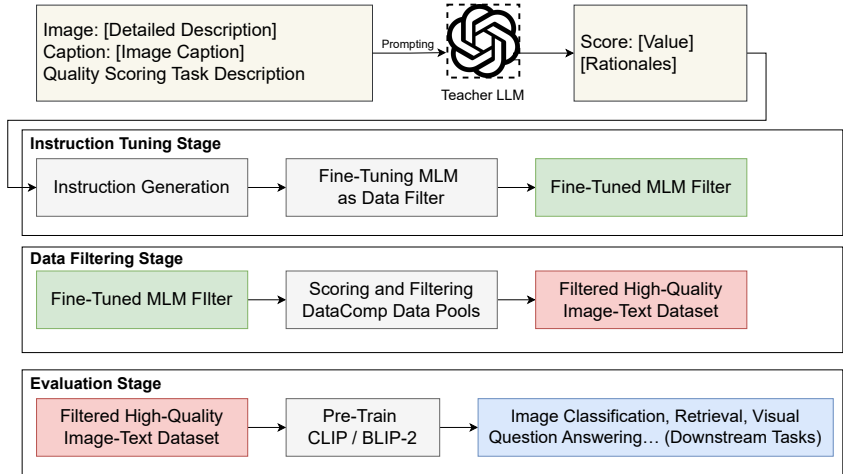 Image: [Detailed Description]
Caption: [Image Caption]
Quality Scoring Task Description
Prompting
Teacher LLM
Score: [Value]
[Rationales]
Instruction Tuning Stage
Instruction Generation
Fine-Tuning MLM
as Data Filter
Fine-Tuned MLM Filter
Data Filtering Stage
Fine-Tuned MLM FIlter
Scoring and Filtering
DataComp Data Pools
Filtered High-Quality
Image-Text Dataset
Evaluation Stage
Filtered High-Quality
Image-Text Dataset
Pre-Train
CLIP / BLIP-2
Image Classification, Retrieval, Visual
Question Answering… (Downstream Tasks)